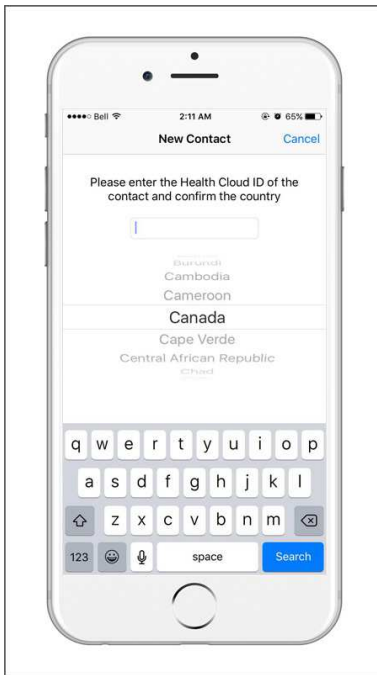 Bell
2:11 AM
65%
New Contact
Cancel
Please enter the Health Cloud ID of the
contact and confirm the country
Burundi
Cambodia
Cameroon
Canada
Cape Verde
Central African Republic
Chad
q w e r t y u i o p
a s d f g h j k l
z x c v b n m
123 space Search